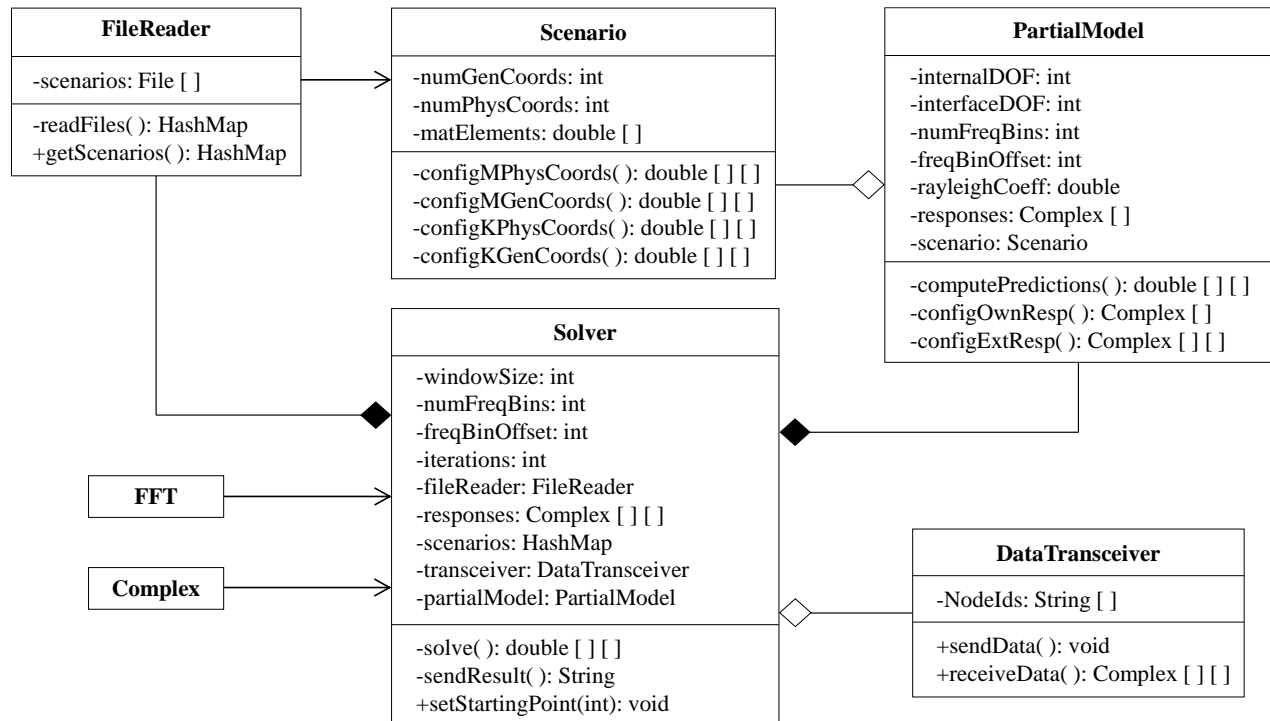 FileReader
-scenarios: File [ ]
-readFiles( ): HashMap
+getScenarios( ): HashMap
Scenario
-numGenCoords: int
-numPhysCoords: int
-matElements: double [ ]
-configMPhysCoords( ): double [ ] [ ]
-configMGenCoords( ): double [ ] [ ]
-configKPhysCoords( ): double [ ] [ ]
-configKGenCoords( ): double [ ] [ ]
PartialModel
-internalDOF: int
-interfaceDOF: int
-numFreqBins: int
-freqBinOffset: int
-rayleighCoeff: double
-responses: Complex [ ]
-scenario: Scenario
-computePredictions( ): double [ ] [ ]
-configOwnResp( ): Complex [ ]
-configExtResp( ): Complex [ ] [ ]
Solver
-windowSize: int
-numFreqBins: int
-freqBinOffset: int
-iterations: int
-fileReader: FileReader
-responses: Complex [ ] [ ]
-scenarios: HashMap
-transceiver: DataTransceiver
-partialModel: PartialModel
-solve( ): double [ ] [ ]
-sendResult( ): String
+setStartingPoint(int): void
FFT
Complex
DataTransceiver
-NodeIds: String [ ]
+sendData( ): void
+receiveData( ): Complex [ ] [ ]